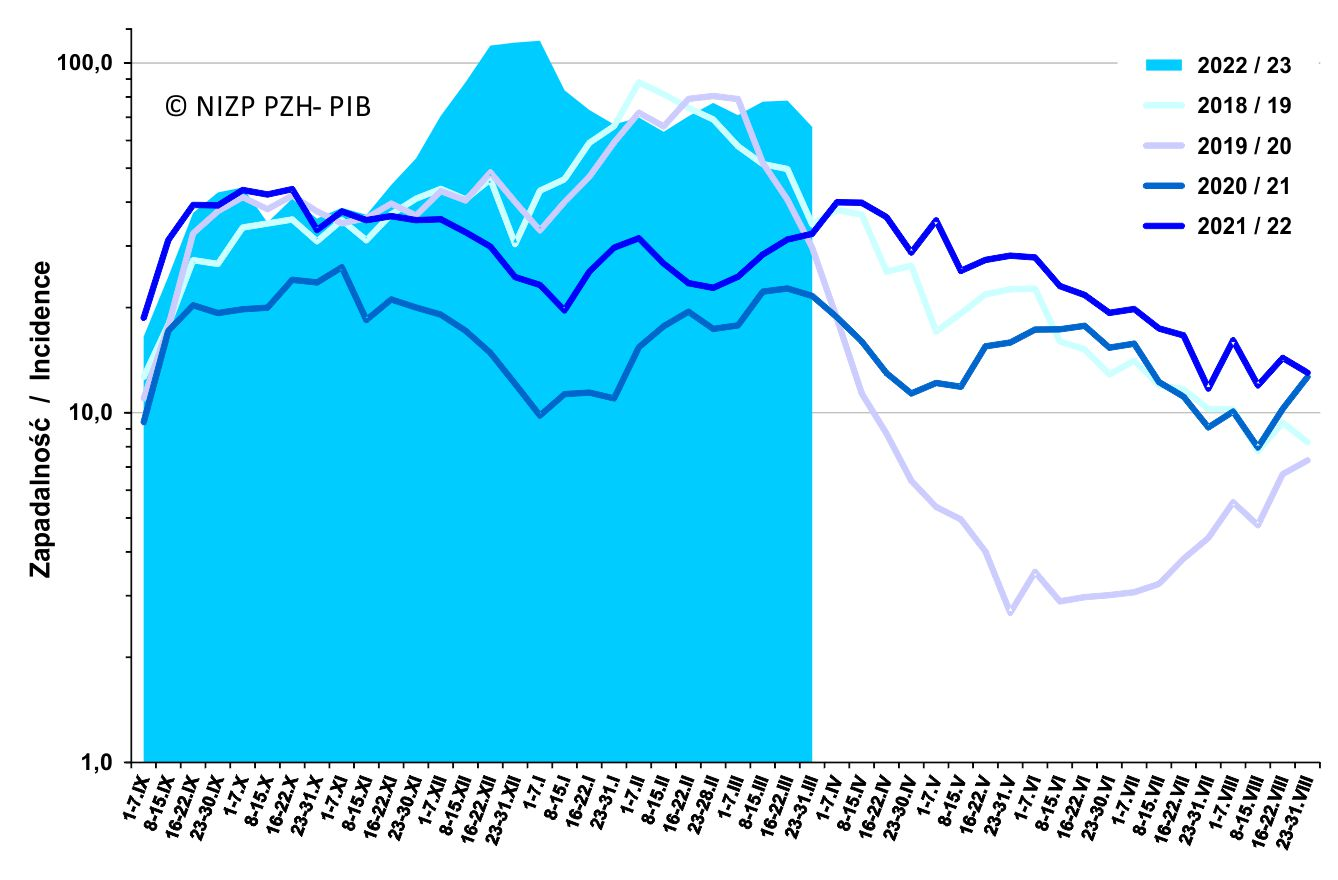 100,0
10,0
1,0
Zapadalność / Incidence
© NIZP PZH- PIB
2022 / 23
2018 / 19
2019 / 20
2020 / 21
2021 / 22
1-7.IX
8-15.IX
16-22.IX
23-30.IX
1-7.X
8-15.X
16-22.X
23-31.X
1-7.XI
8-15.XI
16-22.XI
23-30.XI
1-7.XII
8-15.XII
16-22.XII
23-31.XII
1-7.I
8-15.I
16-22.I
23-31.I
1-7.II
8-15.II
16-22.II
23-28.II
1-7.III
8-15.III
16-22.III
23-31.III
1-7.IV
8-15.IV
16-22.IV
23-30.IV
1-7.V
8-15.V
16-22.V
23-31.V
1-7.VI
8-15.VI
16-22.VI
23-30.VI
1-7.VII
8-15.VII
16-22.VII
23-31.VII
1-7.VIII
8-15.VIII
16-22.VIII
23-31.VIII